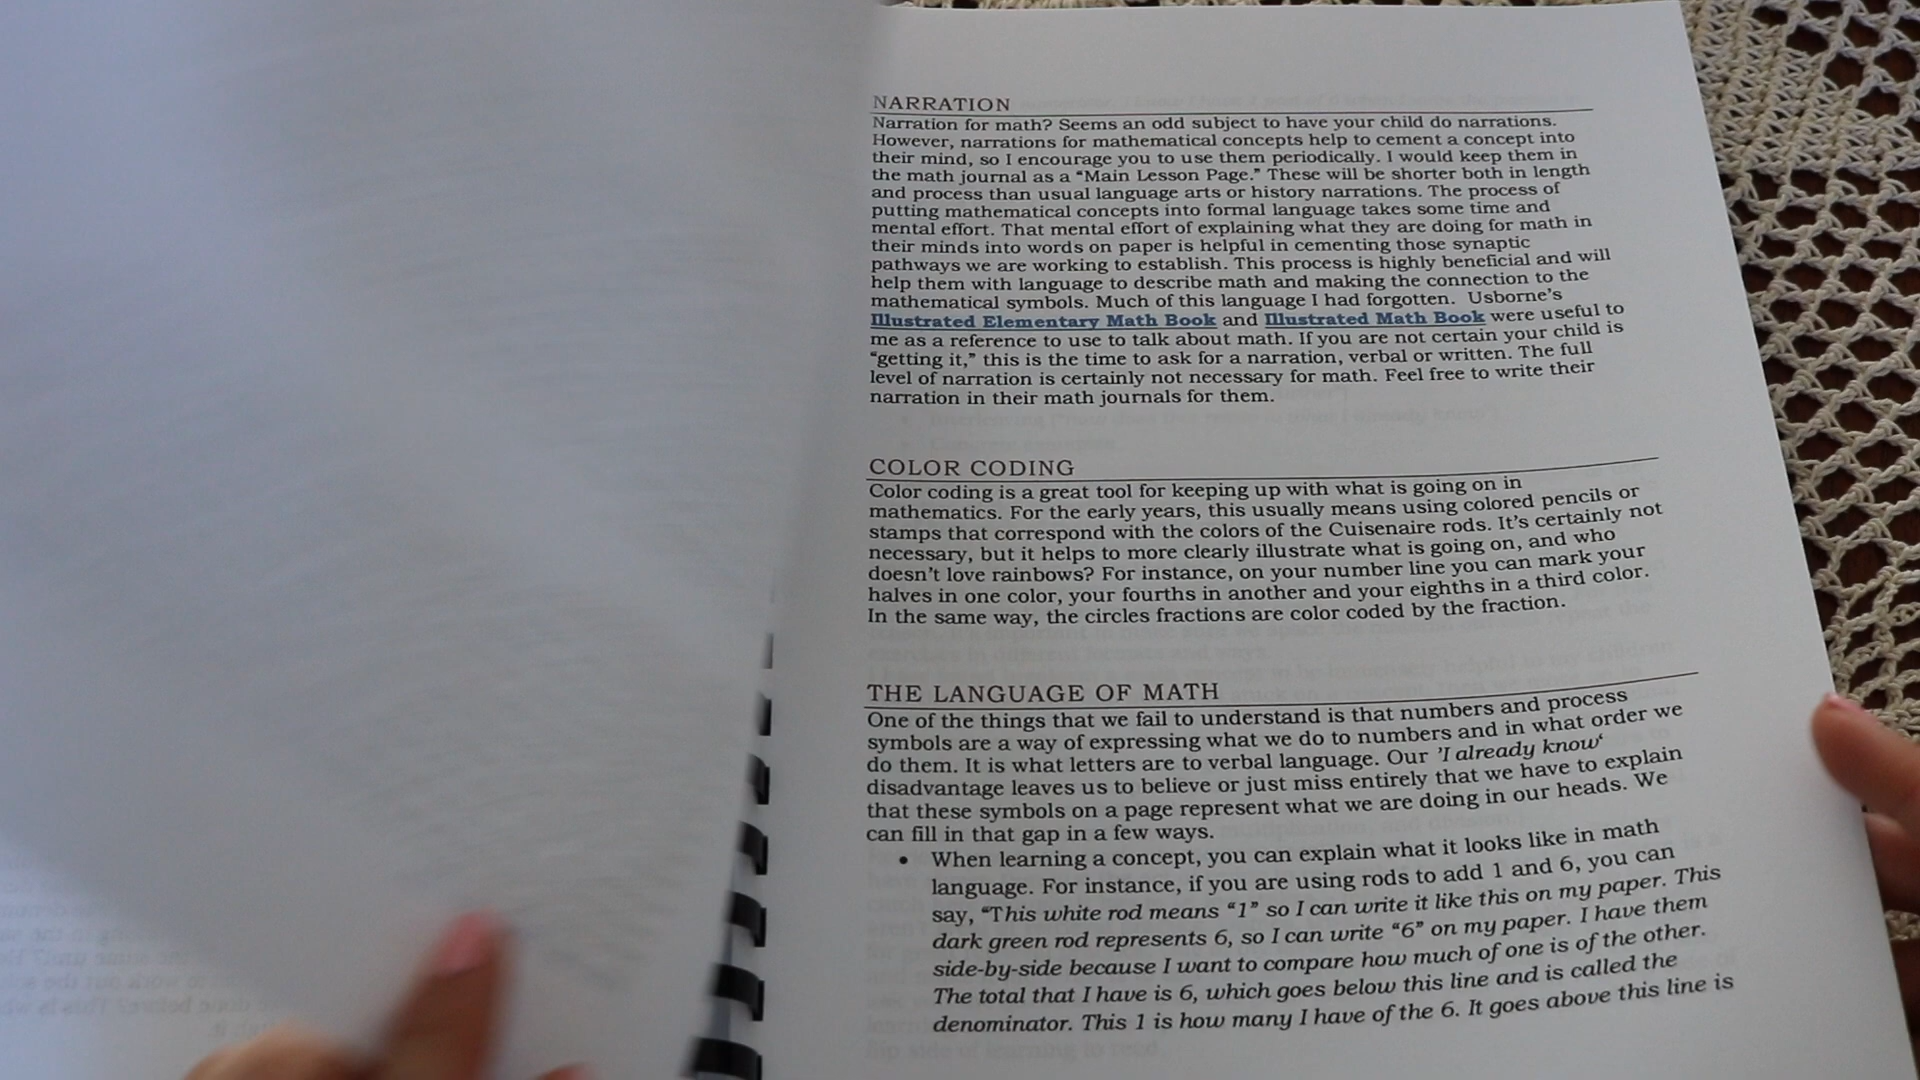 NARRATION
Narration for math? Seems an odd subject to have your child do narrations.
However, narrations for mathematical concepts help to cement a concept into
their mind, so I encourage you to use them periodically. I would keep them in
the math journal as a “Main Lesson Page.” These will be shorter both in length
and process than usual language arts or history narrations. The process of
putting mathematical concepts into formal language takes some time and
mental effort. That mental effort of explaining what they are doing for math in
their minds into words on paper is helpful in cementing those synaptic
pathways we are working to establish. This process is highly beneficial and will
help them with language to describe math and making the connection to the
mathematical symbols. Much of this language I had forgotten. Usborne’s
Illustrated Elementary Math Book and Illustrated Math Book were useful to
me as a reference to use to talk about math. If you are not certain your child is
“getting it,” this is the time to ask for a narration, verbal or written. The full
level of narration is certainly not necessary for math. Feel free to write their
narration in their math journals for them.
COLOR CODING
Color coding is a great tool for keeping up with what is going on in
mathematics. For the early years, this usually means using colored pencils or
stamps that correspond with the colors of the Cuisenaire rods. It’s certainly not
necessary, but it helps to more clearly illustrate what is going on, and who
doesn’t love rainbows? For instance, on your number line you can mark your
halves in one color, your fourths in another and your eighths in a third color.
In the same way, the circles fractions are color coded by the fraction.
THE LANGUAGE OF MATH
One of the things that we fail to understand is that numbers and process
symbols are a way of expressing what we do to numbers and in what order we
do them. It is what letters are to verbal language. Our ’I already know‘
disadvantage leaves us to believe or just miss entirely that we have to explain
that these symbols on a page represent what we are doing in our heads. We
can fill in that gap in a few ways.
• When learning a concept, you can explain what it looks like in math
language. For instance, if you are using rods to add 1 and 6, you can
say, “This white rod means “1” so I can write it like this on my paper. This
dark green rod represents 6, so I can write “6” on my paper. I have them
side-by-side because I want to compare how much of one is of the other.
The total that I have is 6, which goes below this line and is called the
denominator. This 1 is how many I have of the 6. It goes above this line is